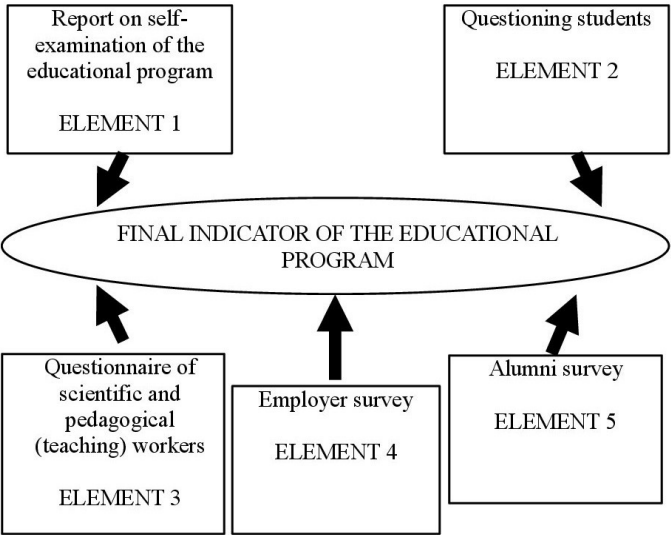 Report on self-
examination of the
educational program
ELEMENT 1
Questioning students
ELEMENT 2
FINAL INDICATOR OF THE EDUCATIONAL
PROGRAM
Questionnaire of
scientific and
pedagogical
(teaching) workers
ELEMENT 3
Employer survey
ELEMENT 4
Alumni survey
ELEMENT 5